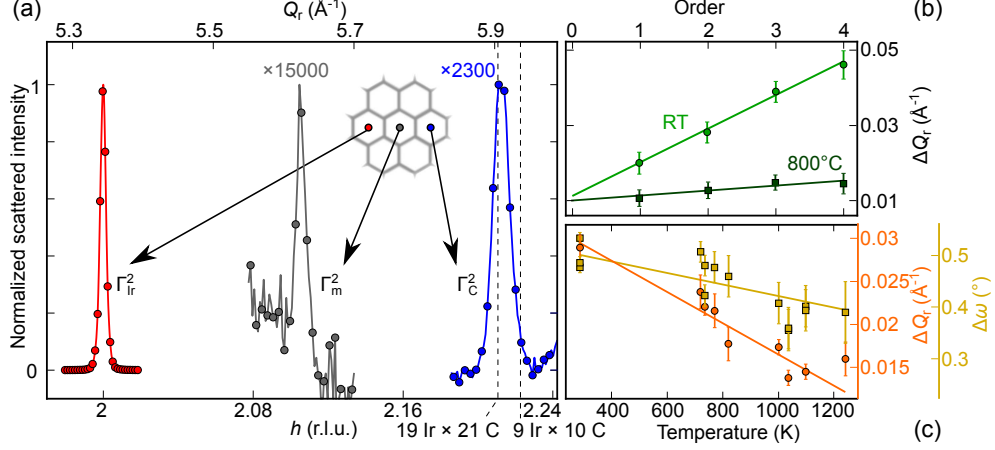 (a)
Q_r (Å⁻¹)
5.3 5.5 5.7 5.9
Normalized scattered intensity
1
0
×15000
×2300
Γ²_Ir
Γ²_m
Γ²_C
2 2.08 2.16 2.24
h (r.l.u.)
19 Ir × 21 C
9 Ir × 10 C
Order
(b)
0 1 2 3 4
RT
800°C
0.05
0.03
0.01
ΔQ_r (Å⁻¹)
0.03
0.025
0.02
0.015
ΔQ_r (Å⁻¹)
0.5
0.4
0.3
Δω (°)
400 600 800 1000 1200
Temperature (K)
(c)